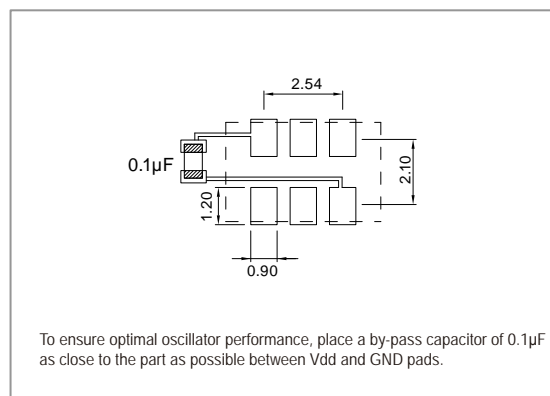 2.54
0.1µF
2.10
1.20
0.90
To ensure optimal oscillator performance, place a by-pass capacitor of 0.1µF
as close to the part as possible between Vdd and GND pads.